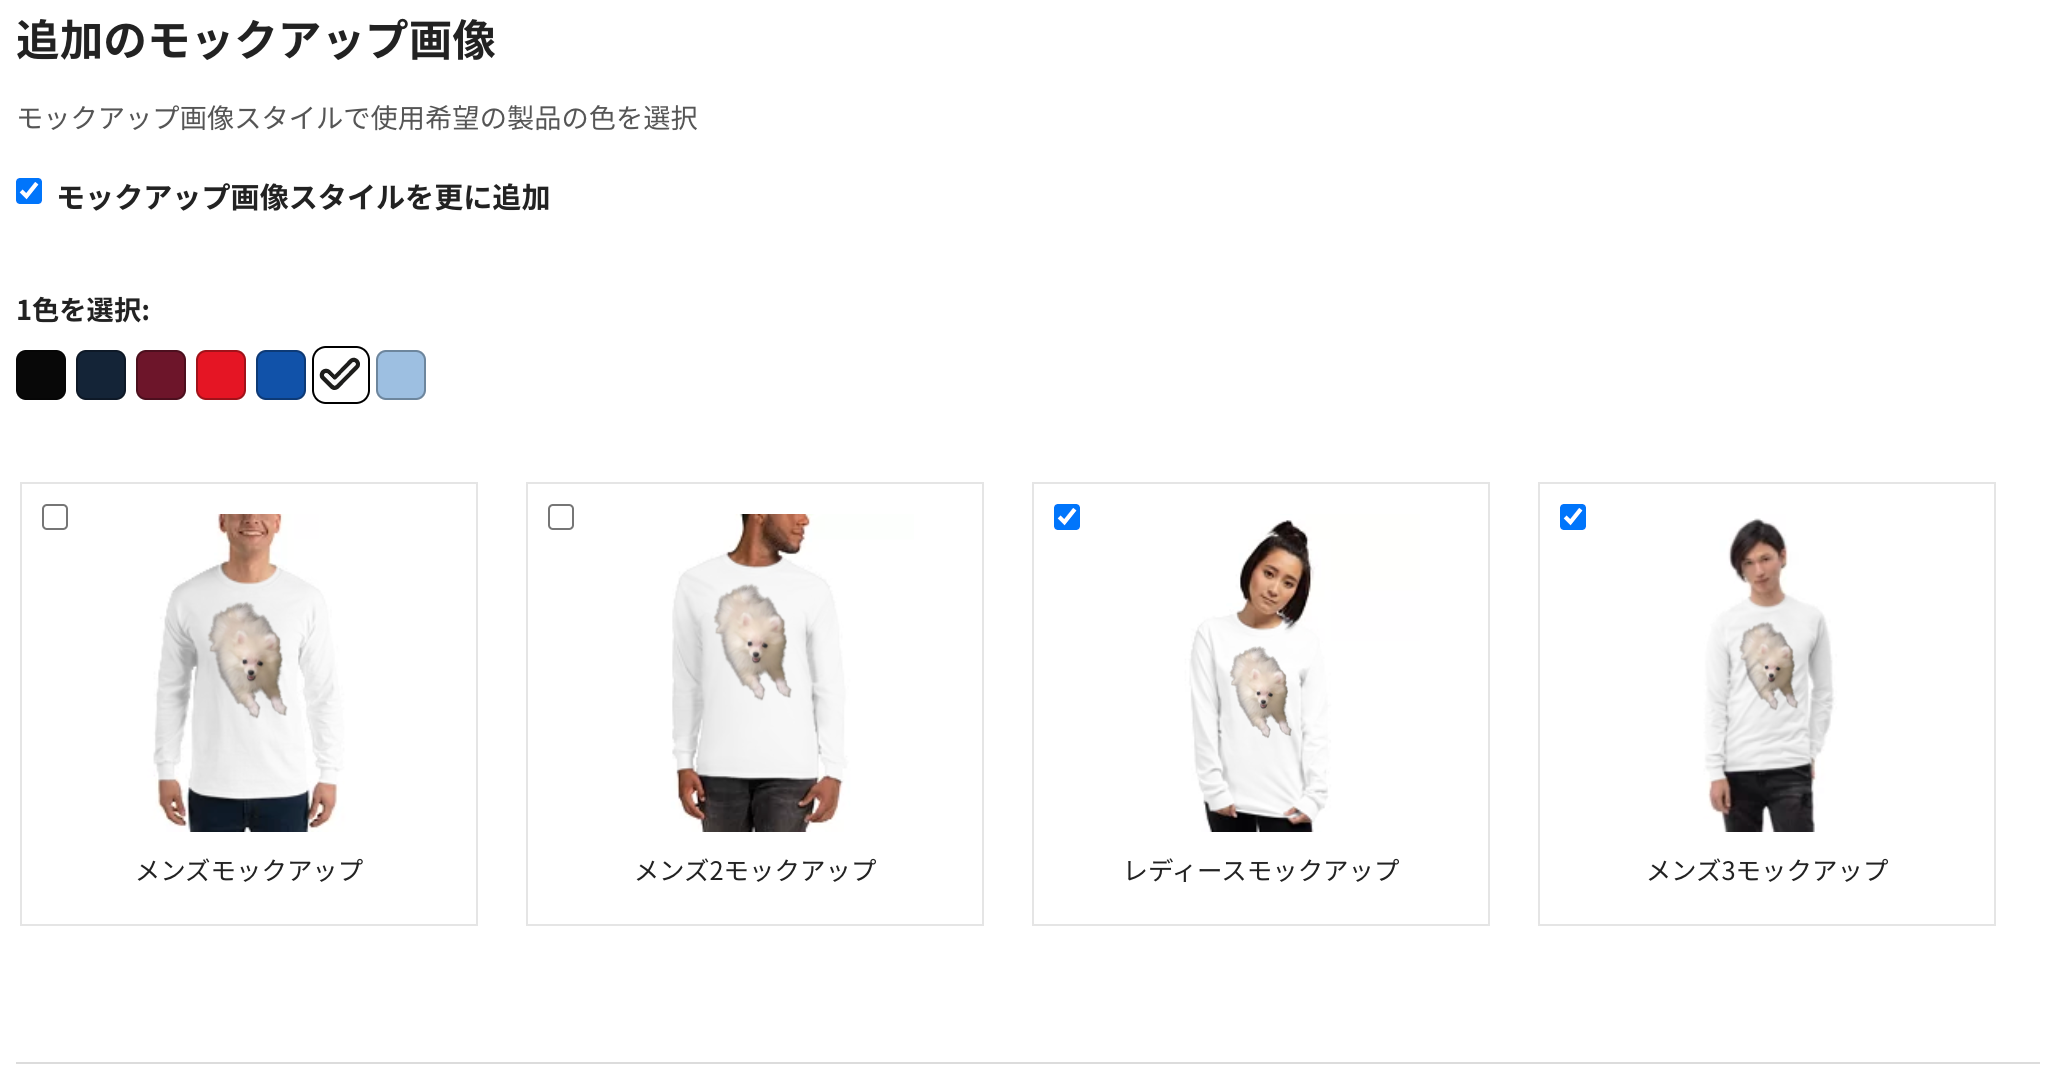 追加のモックアップ画像
モックアップ画像スタイルで使用希望の製品の色を選択
モックアップ画像スタイルを更に追加
1色を選択:
メンズモックアップ
メンズ2モックアップ
レディースモックアップ
メンズ3モックアップ